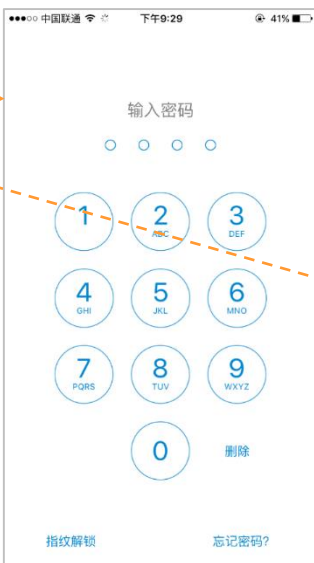 中国联通 下午9:29 41%
输入密码
1 2 3
ABC DEF
4 5 6
GHI JKL MNO
7 8 9
PQRS TUV WXYZ
0 删除
指纹解锁 忘记密码?